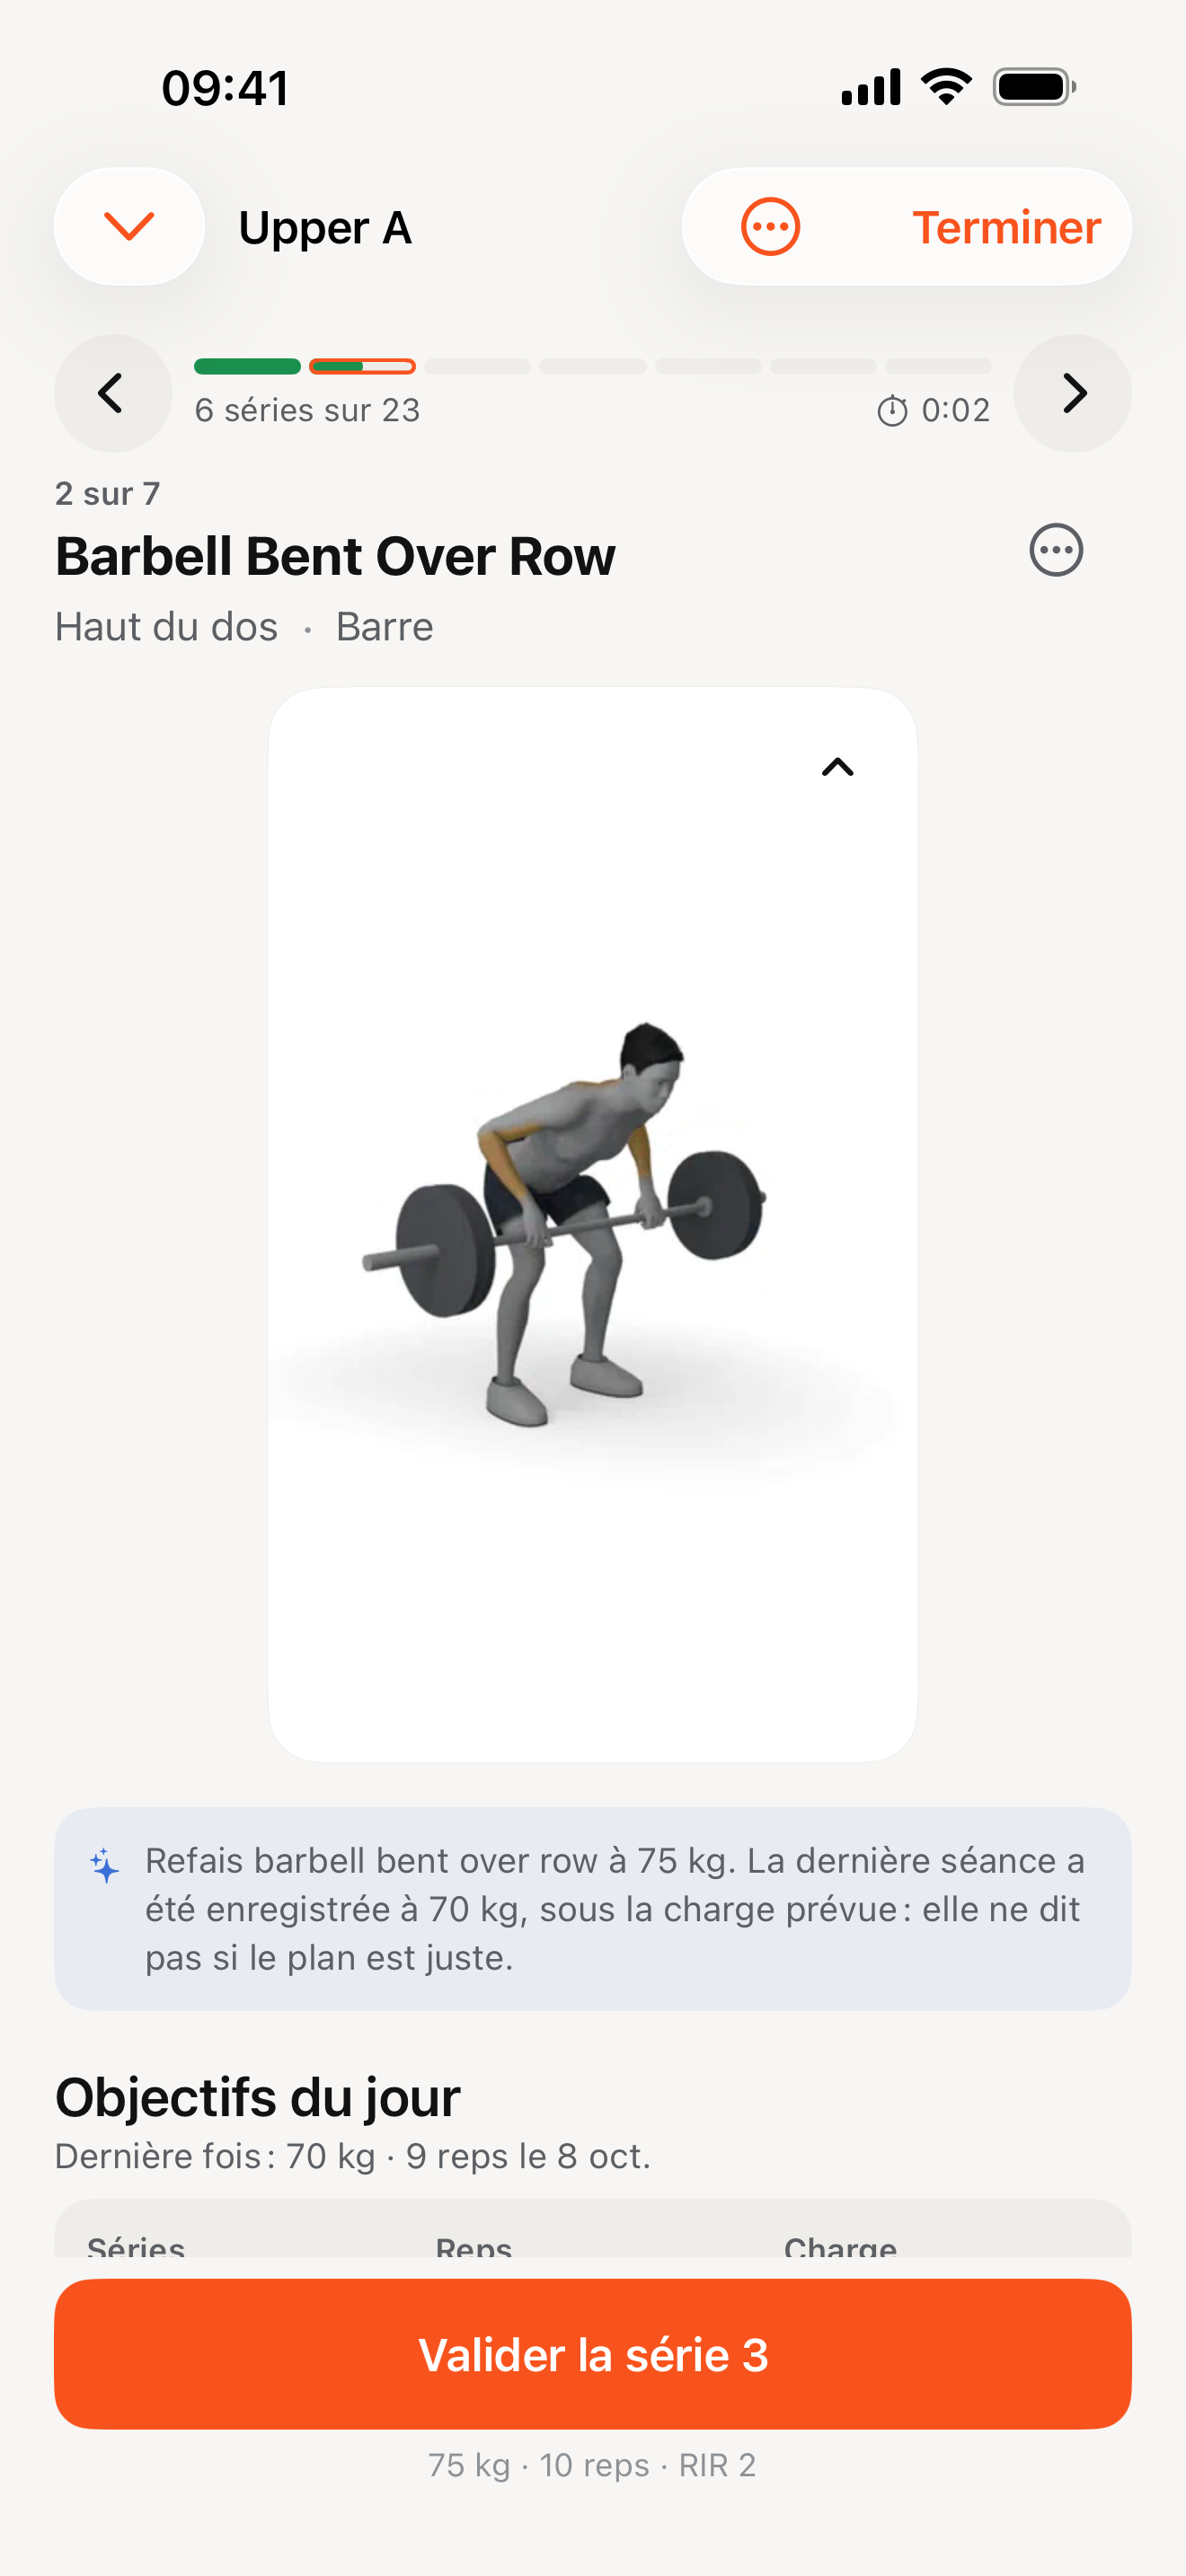 09:41
Upper A
Terminer
6 séries sur 23
0:02
2 sur 7
Barbell Bent Over Row
Haut du dos · Barre
Refais barbell bent over row à 75 kg. La dernière séance a
été enregistrée à 70 kg, sous la charge prévue : elle ne dit
pas si le plan est juste.
Objectifs du jour
Dernière fois : 70 kg · 9 reps le 8 oct.
Séries Reps Charge
Valider la série 3
75 kg · 10 reps · RIR 2